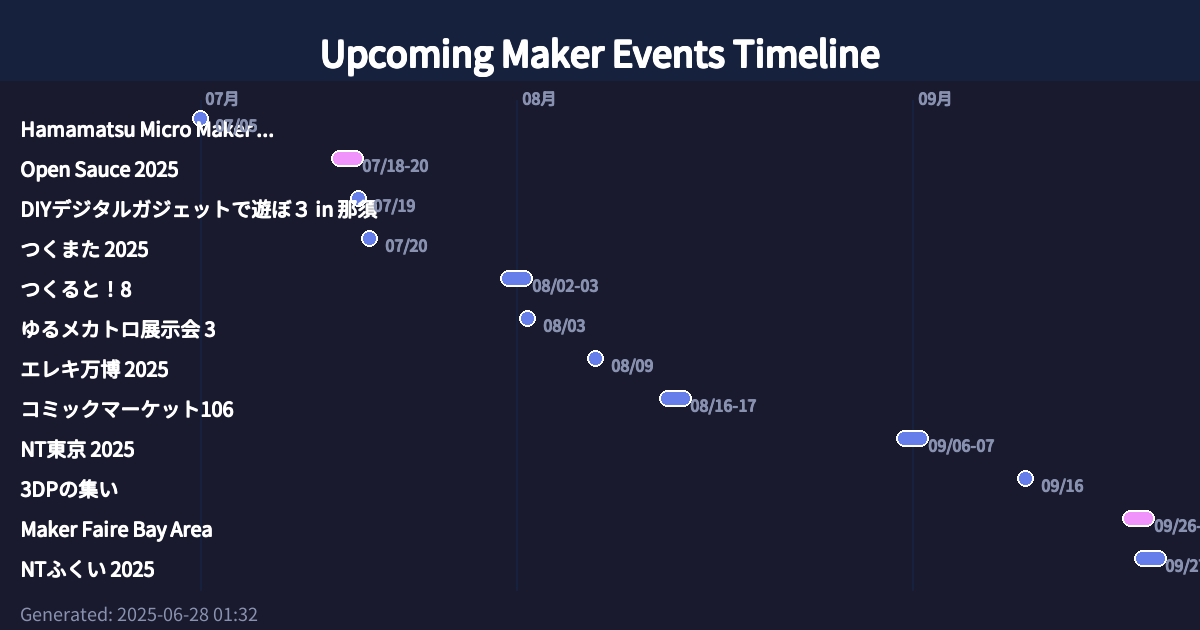 Upcoming Maker Events Timeline
07月 08月 09月
Hamamatsu Micro Maker... 07/05
Open Sauce 2025 07/18-20
DIYデジタルガジェットで遊ぼ３ in 那須 07/19
つくまた 2025 07/20
つくると！8 08/02-03
ゆるメカトロ展示会 3 08/03
エレキ万博 2025 08/09
コミックマーケット106 08/16-17
NT東京 2025 09/06-07
3DPの集い 09/16
Maker Faire Bay Area 09/26-
NTふくい 2025 09/27
Generated: 2025-06-28 01:32